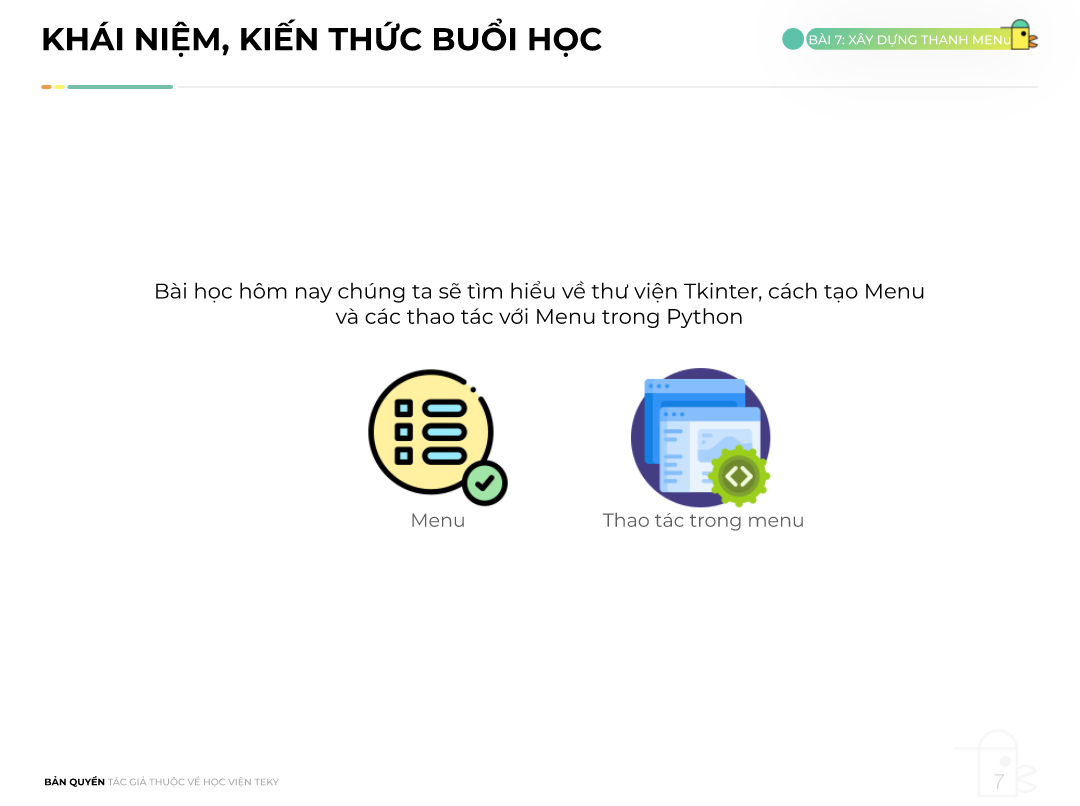 KHÁI NIỆM, KIẾN THỨC BUỔI HỌC
BÀI 7: XÂY DỰNG THANH MENu
Bài học hôm nay chúng ta sẽ tìm hiểu về thư viện Tkinter, cách tạo Menu
và các thao tác với Menu trong Python
Menu
Thao tác trong menu
BẢN QUYỀN TÁC GIẢ THUỘC VỀ HỌC VIỆN TEKY
7